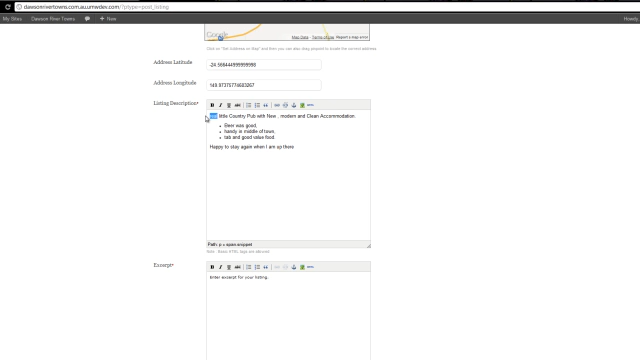 dawsonrivertowns.com.au.urnwdev.com/?ptype=post_listing
My Sites Dawson River Towns + New
Google Map Data - Terms of Use Report a map error
Click on "Set Address on Map" and then you can also drag pinpoint to locate the correct address
Address Latitude
-24.566444999999998
Address Longitude
149.97375774683267
Listing Description*
little Country Pub with New , modern and Clean Accommodation.
Beer was good,
handy in middle of town,
tab and good value food.
Happy to stay again when I am up there
Path: p » span.snippet
Note : Basic HTML tags are allowed
Excerpt*
Enter excerpt for your listing.